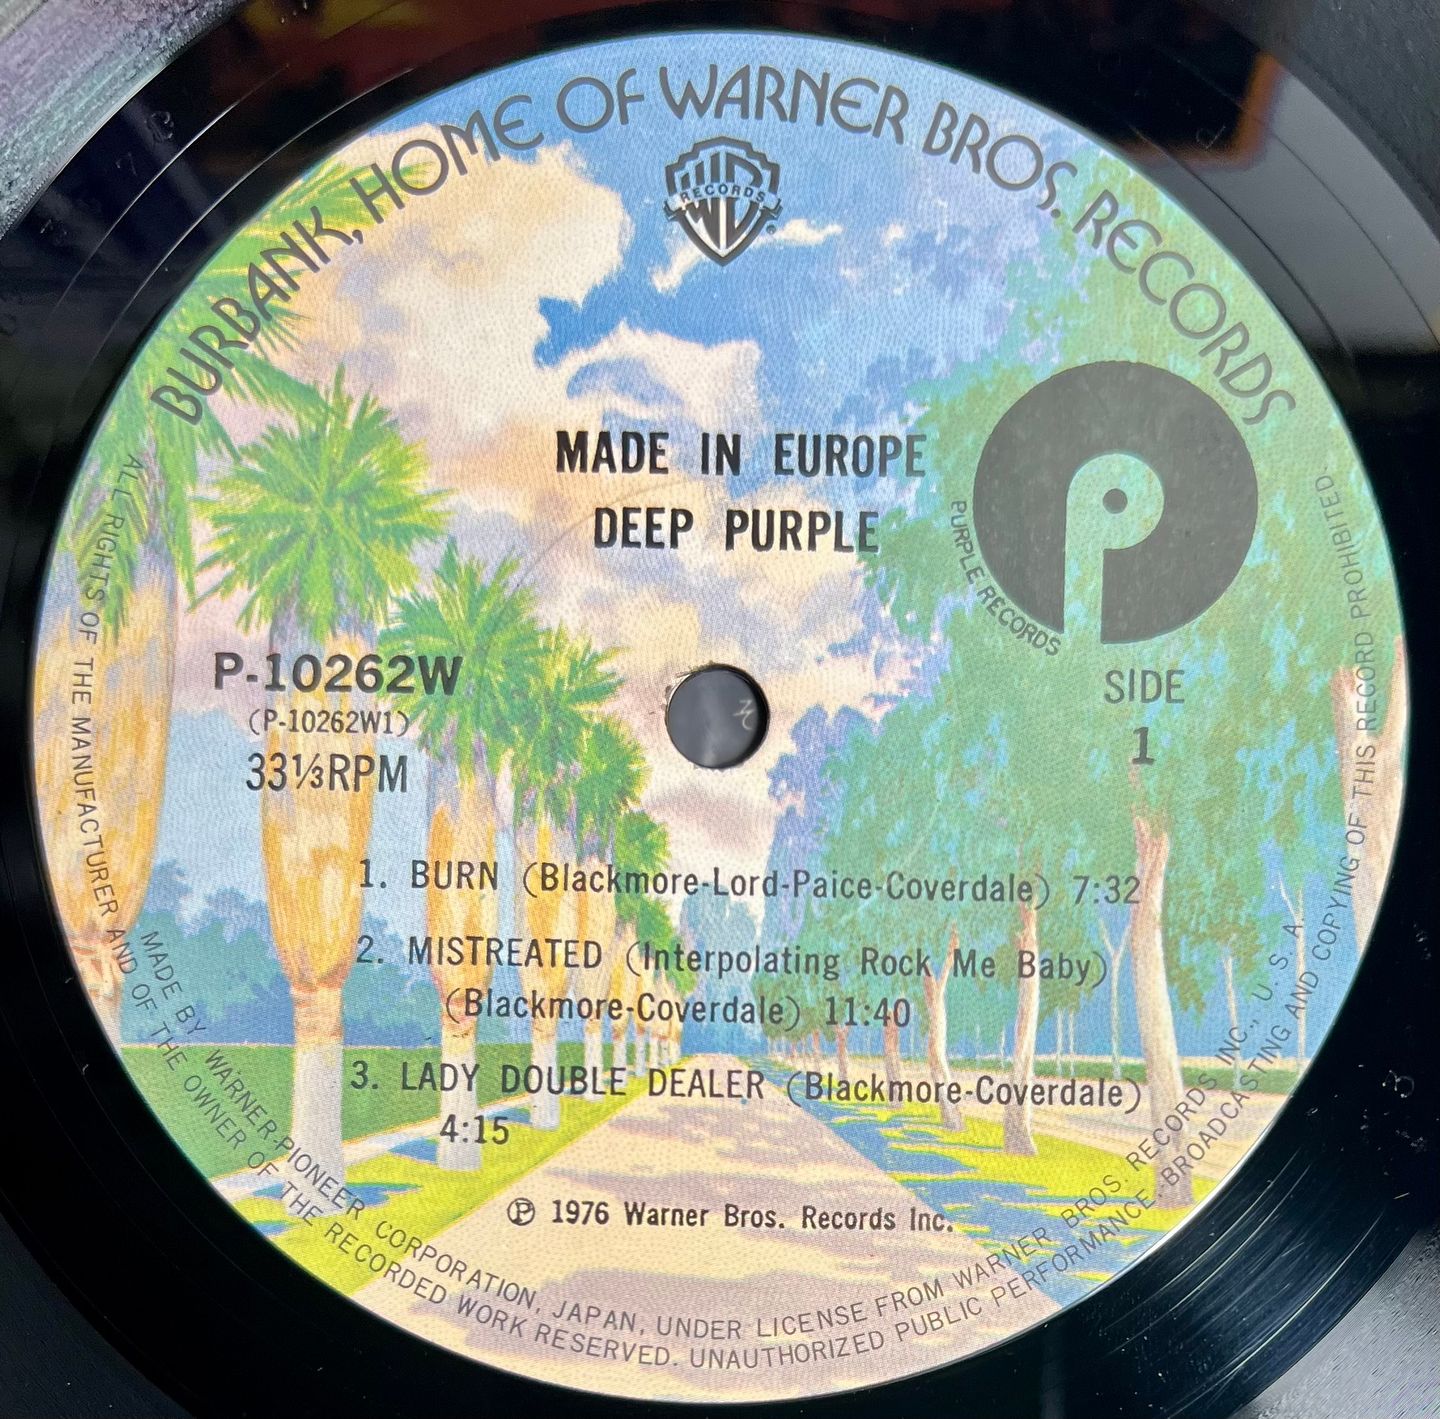 BURBANK, HOME OF WARNER BROS. RECORDS
WB
RECORDS
®
MADE IN EUROPE
DEEP PURPLE
P
PURPLE RECORDS
P-10262W
(P-10262W1)
33⅓RPM
SIDE
1
1. BURN (Blackmore-Lord-Paice-Coverdale) 7:32
2. MISTREATED (Interpolating Rock Me Baby)
(Blackmore-Coverdale) 11:40
3. LADY DOUBLE DEALER (Blackmore-Coverdale)
4:15
℗ 1976 Warner Bros. Records Inc.
MADE BY WARNER-PIONEER CORPORATION, JAPAN, UNDER LICENSE FROM WARNER BROS. RECORDS INC., U. S. A.
ALL RIGHTS OF THE MANUFACTURER AND OF THE OWNER OF THE RECORDED WORK RESERVED. UNAUTHORIZED PUBLIC PERFORMANCE, BROADCASTING AND COPYING OF THIS RECORD PROHIBITED.